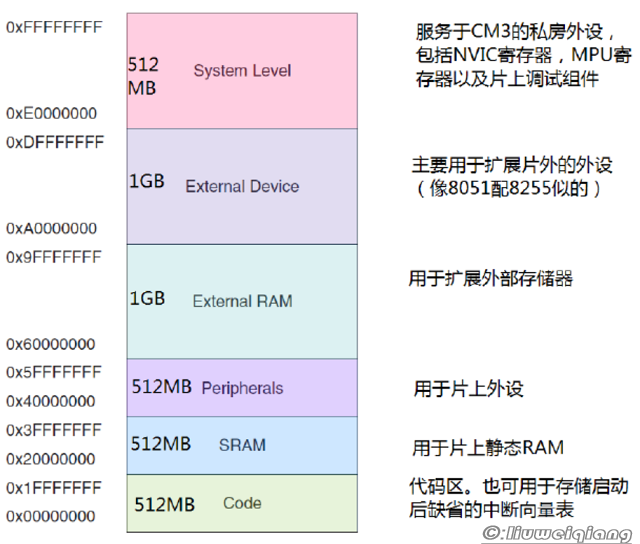 0xFFFFFFFF
512
MB
System Level
服务于CM3的私房外设，
包括NVIC寄存器，MPU寄
存器以及片上调试组件
0xE0000000
0xDFFFFFFF
1GB
External Device
主要用于扩展片外的外设
（像8051配8255似的）
0xA0000000
0x9FFFFFFF
1GB
External RAM
用于扩展外部存储器
0x60000000
0x5FFFFFFF
512MB Peripherals
用于片上外设
0x40000000
0x3FFFFFFF
512MB SRAM
用于片上静态RAM
0x20000000
0x1FFFFFFF
512MB Code
代码区。也可用于存储启动
后缺省的中断向量表
0x00000000
©:liuweiqiang